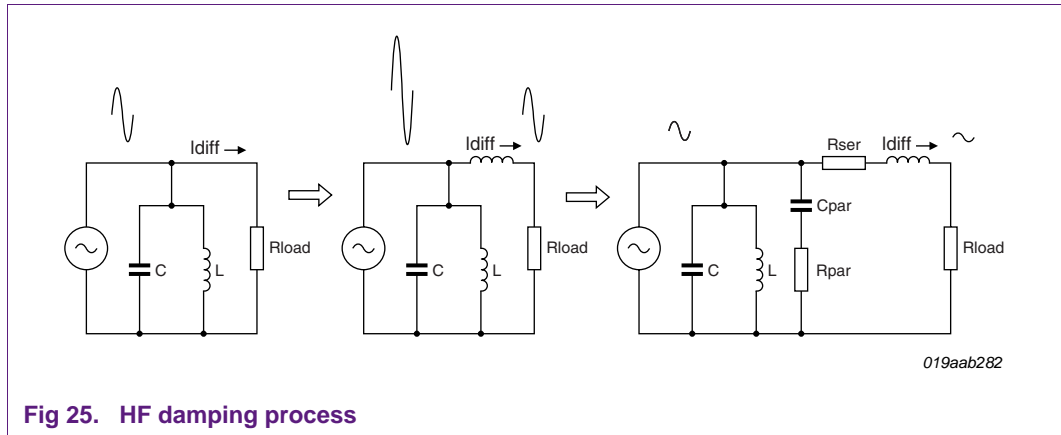 Idiff
C
L
Rload
Idiff
C
L
Rload
Rser
Idiff
Cpar
C
L
Rpar
Rload
019aab282
Fig 25. HF damping process